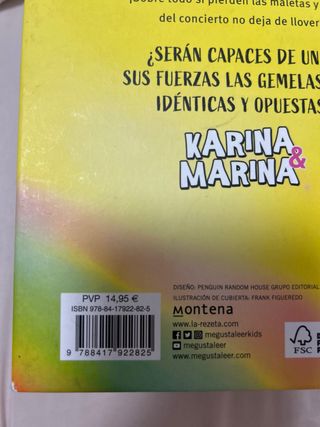 ¡Sobre todo si pierden las maletas y
del concierto no deja de llover
¿SERÁN CAPACES DE UN
SUS FUERZAS LAS GEMELAS
IDÉNTICAS Y OPUESTAS
KARINA
&
MARINA
DISEÑO: PENGUIN RANDOM HOUSE GRUPO EDITORIAL
ILUSTRACIÓN DE CUBIERTA: FRANK FIGUEREDO
montena
www.la-rezeta.com
megustaleerkids
megustaleer
www.megustaleer.com
PVP 14,95 €
ISBN 978-84-17922-82-5
9 788417 922825
FSC